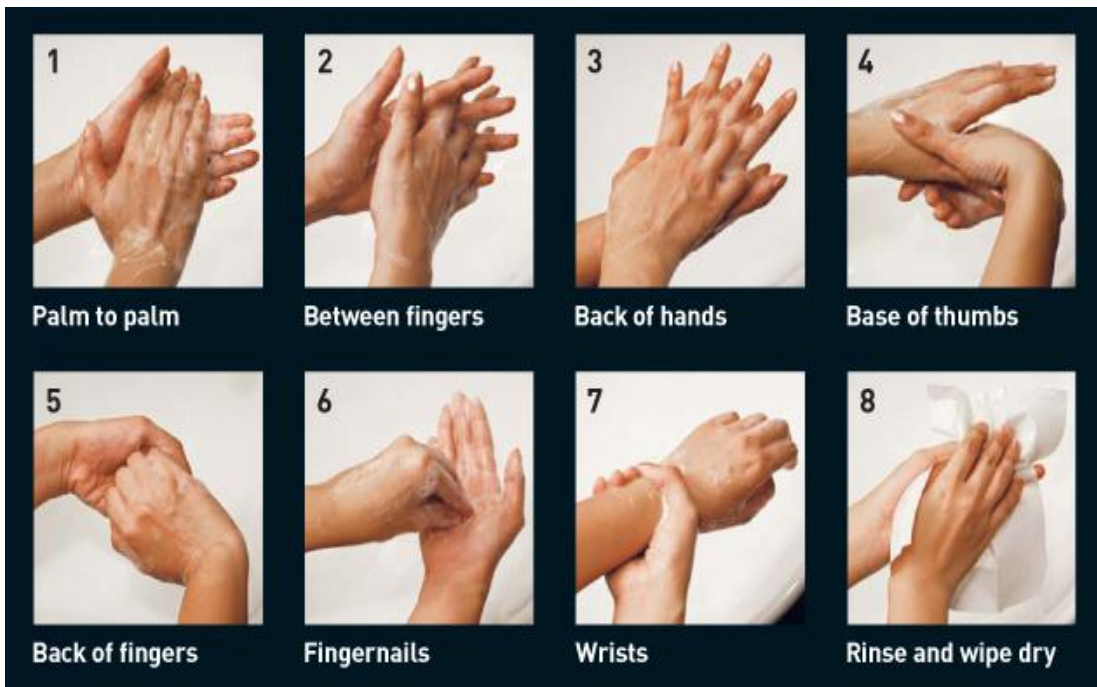 1
2
3
4
Palm to palm
Between fingers
Back of hands
Base of thumbs
5
6
7
8
Back of fingers
Fingernails
Wrists
Rinse and wipe dry